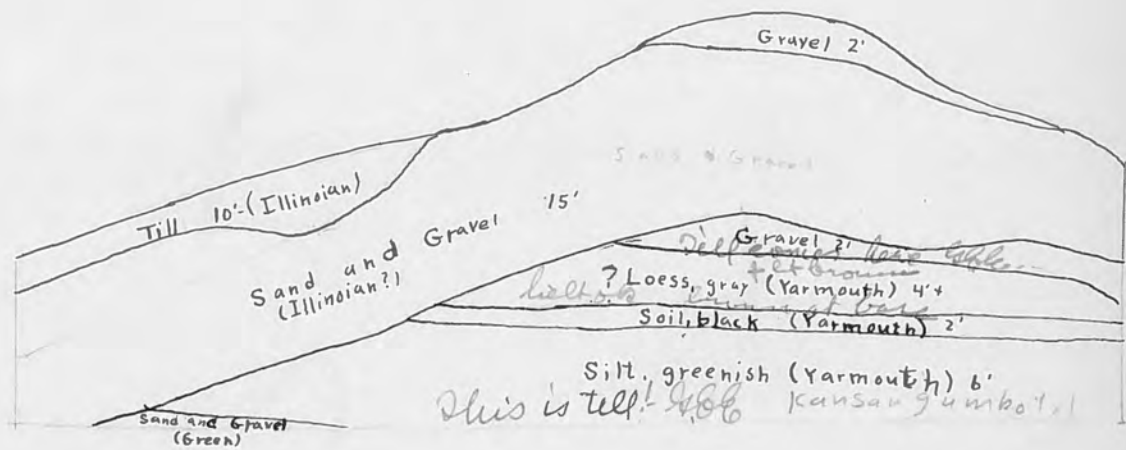 Gravel 2'
Sand & Gravel
Till 10'-(Illinoian)
Sand and Gravel 15'
(Illinoian?)
Gravel 2'
? Loess, gray (Yarmouth) 4'+
Soil, black (Yarmouth) 2'
Silt, greenish (Yarmouth) 6'
This is till!
Kansan gumbotil
Sand and Gravel
(Green)